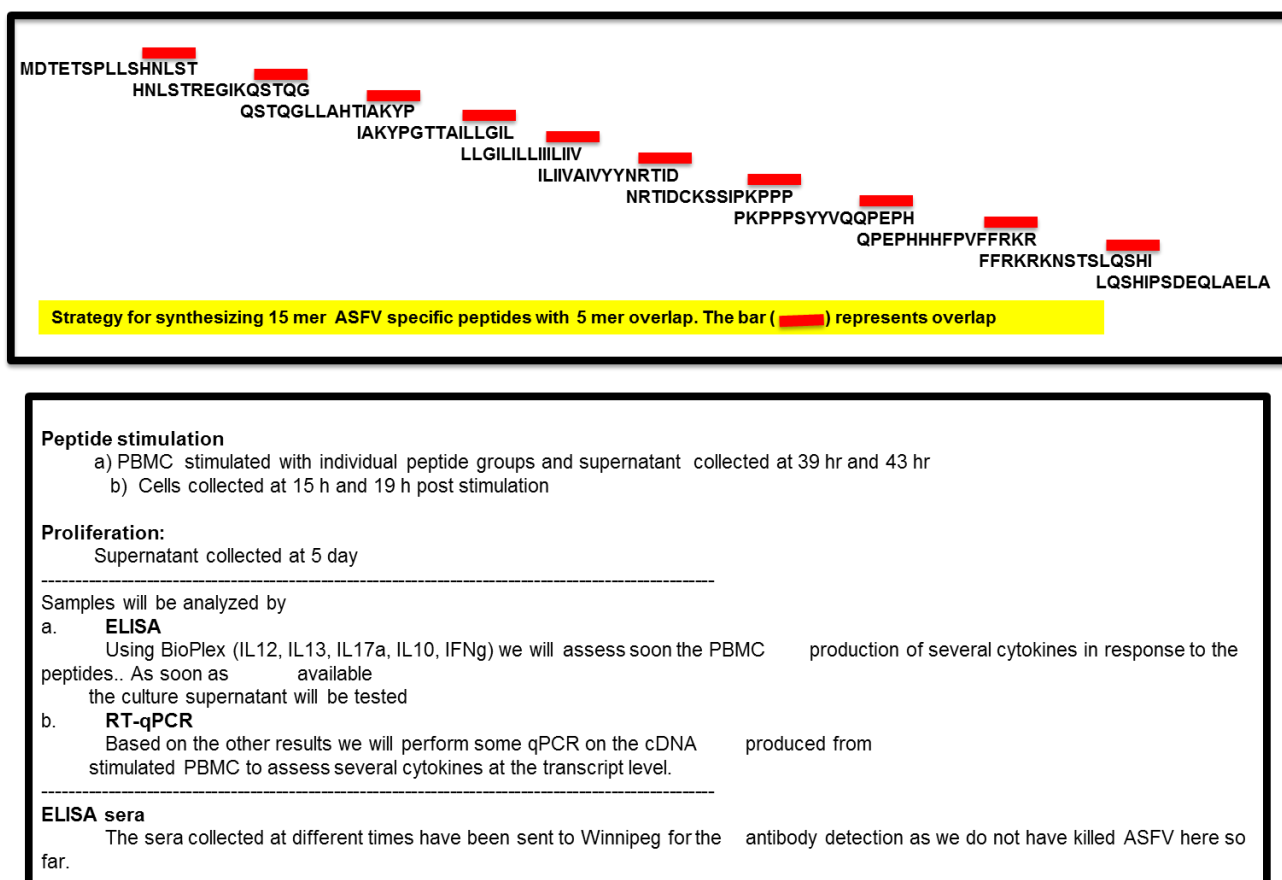 MDTETSPLLSHNLST
HNLSTREGIKQSTQG
QSTQGLLAHTIAKYP
IAKYPGTTAILLGIL
LLGILILLIIILIIV
ILIIVAIVYYNRTID
NRTIDCKSSIPKPPP
PKPPPSYYVQQPEPH
QPEPHHHFPVFFRKR
FFRKRKNSTSLQSHI
LQSHIPSDEQLAELA
Strategy for synthesizing 15 mer ASFV specific peptides with 5 mer overlap. The bar ( ) represents overlap
Peptide stimulation
a) PBMC stimulated with individual peptide groups and supernatant collected at 39 hr and 43 hr
b) Cells collected at 15 h and 19 h post stimulation
Proliferation:
Supernatant collected at 5 day
--------------------------------------------------------------------------------------------------------
Samples will be analyzed by
a. ELISA
Using BioPlex (IL12, IL13, IL17a, IL10, IFNg) we will assess soon the PBMC production of several cytokines in response to the
peptides.. As soon as available
the culture supernatant will be tested
b. RT-qPCR
Based on the other results we will perform some qPCR on the cDNA produced from
stimulated PBMC to assess several cytokines at the transcript level.
--------------------------------------------------------------------------------------------------------
ELISA sera
The sera collected at different times have been sent to Winnipeg for the antibody detection as we do not have killed ASFV here so
far.